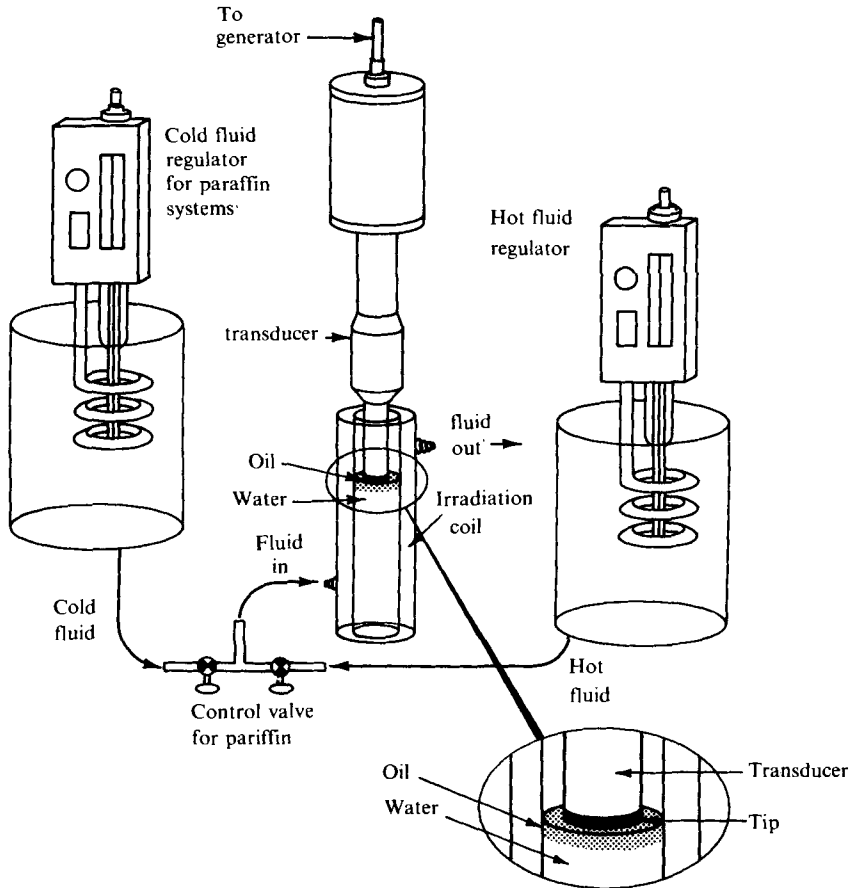 To
generator
Cold fluid
regulator
for paraffin
systems
Hot fluid
regulator
transducer
fluid
out
Oil
Water
Irradiation
coil
Fluid
in
Cold
fluid
Hot
fluid
Control valve
for pariffin
Oil
Water
Transducer
Tip